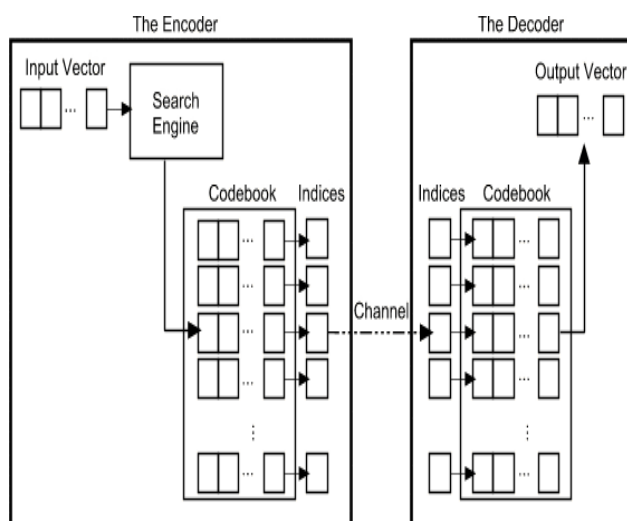 The Encoder
Input Vector
...
Search
Engine
Codebook
Indices
...
...
...
...
...
...
Channel
The Decoder
Output Vector
...
Indices
Codebook
...
...
...
...
...
...